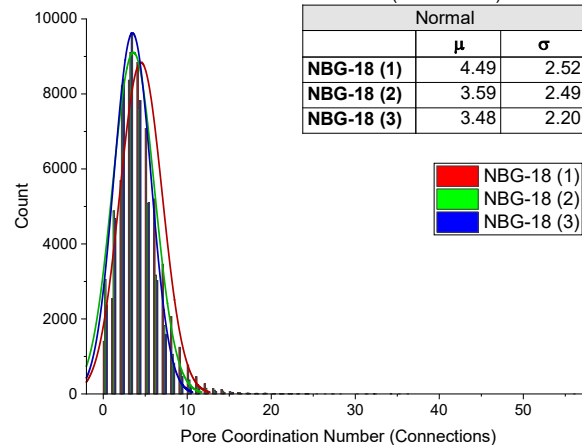 Normal
μ σ
NBG-18 (1) 4.49 2.52
NBG-18 (2) 3.59 2.49
NBG-18 (3) 3.48 2.20
NBG-18 (1)
NBG-18 (2)
NBG-18 (3)
Count
10000
8000
6000
4000
2000
0
0 10 20 30 40 50
Pore Coordination Number (Connections)